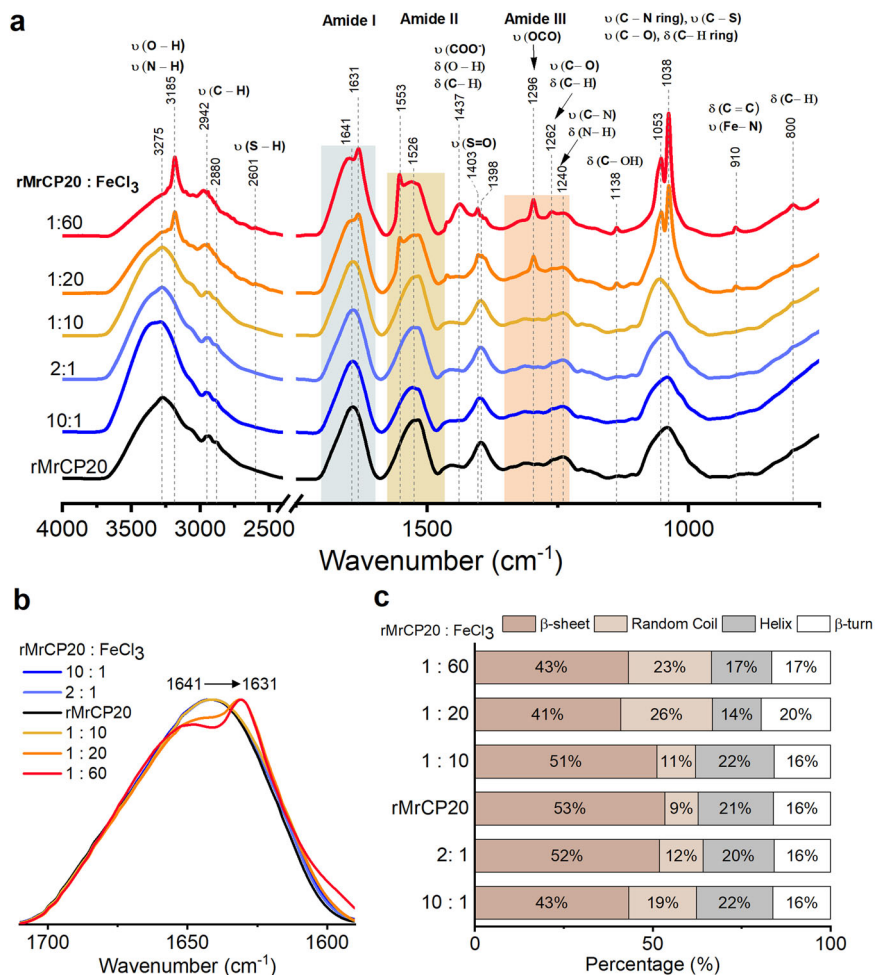 a
Amide I
Amide II
Amide III
υ (C – N ring), υ (C – S)
υ (C – O), δ (C – H ring)
υ (O – H)
υ (N – H)
υ (COO⁻)
δ (O – H)
δ (C – H)
υ (OCO)
υ (C – O)
δ (C – H)
υ (C – H)
υ (S – H)
υ (S=O)
υ (C – N)
δ (N – H)
δ (C – OH)
δ (C = C)
υ (Fe – N)
δ (C – H)
3275
3185
2942
2880
2601
1641
1631
1553
1526
1437
1403
1398
1296
1262
1240
1138
1053
1038
910
800
rMrCP20 : FeCl₃
1:60
1:20
1:10
2:1
10:1
rMrCP20
4000 3500 3000 2500 1500 1000
Wavenumber (cm⁻¹)
b
rMrCP20 : FeCl₃
10 : 1
2 : 1
rMrCP20
1 : 10
1 : 20
1 : 60
1641 → 1631
1700 1650 1600
Wavenumber (cm⁻¹)
c
rMrCP20 : FeCl₃ β-sheet Random Coil Helix β-turn
1 : 60 43% 23% 17% 17%
1 : 20 41% 26% 14% 20%
1 : 10 51% 11% 22% 16%
rMrCP20 53% 9% 21% 16%
2: 1 52% 12% 20% 16%
10 : 1 43% 19% 22% 16%
0 50 100
Percentage (%)